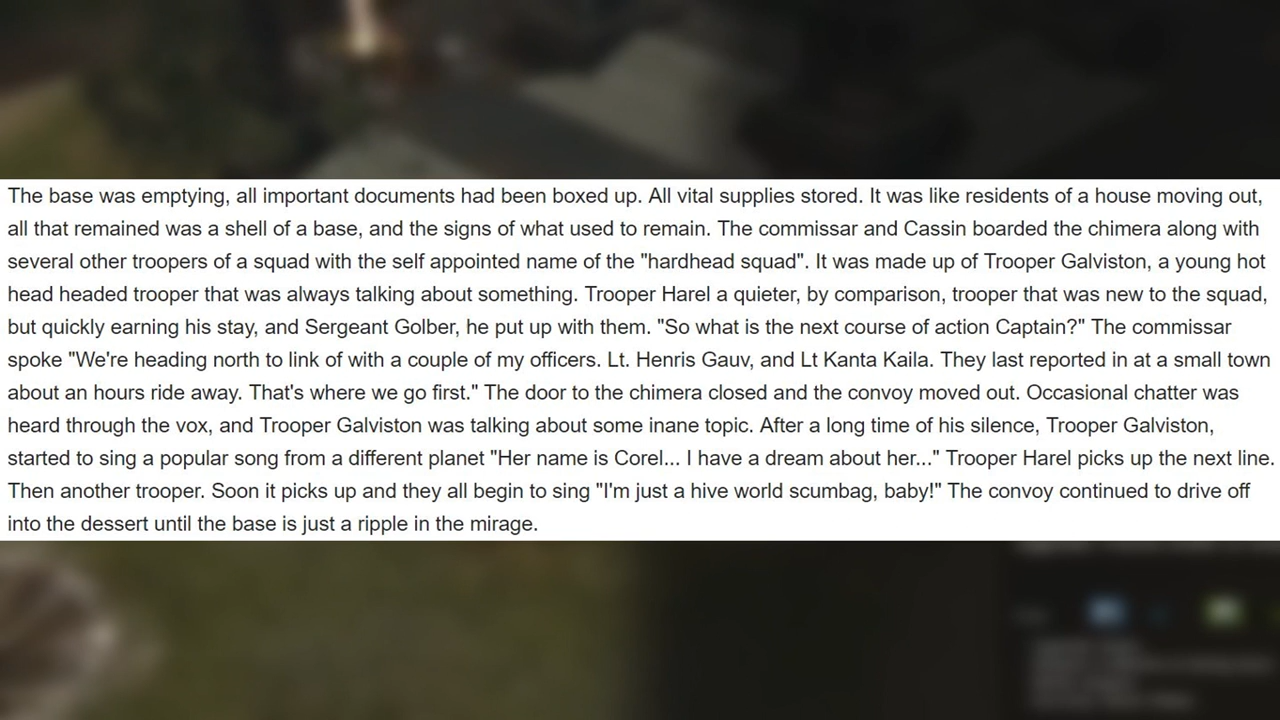 The base was emptying, all important documents had been boxed up. All vital supplies stored. It was like residents of a house moving out,
all that remained was a shell of a base, and the signs of what used to remain. The commissar and Cassin boarded the chimera along with
several other troopers of a squad with the self appointed name of the "hardhead squad". It was made up of Trooper Galviston, a young hot
head headed trooper that was always talking about something. Trooper Harel a quieter, by comparison, trooper that was new to the squad,
but quickly earning his stay, and Sergeant Golber, he put up with them. "So what is the next course of action Captain?" The commissar
spoke "We're heading north to link of with a couple of my officers. Lt. Henris Gauv, and Lt Kanta Kaila. They last reported in at a small town
about an hours ride away. That's where we go first." The door to the chimera closed and the convoy moved out. Occasional chatter was
heard through the vox, and Trooper Galviston was talking about some inane topic. After a long time of his silence, Trooper Galviston,
started to sing a popular song from a different planet "Her name is Corel... I have a dream about her..." Trooper Harel picks up the next line.
Then another trooper. Soon it picks up and they all begin to sing "I'm just a hive world scumbag, baby!" The convoy continued to drive off
into the dessert until the base is just a ripple in the mirage.